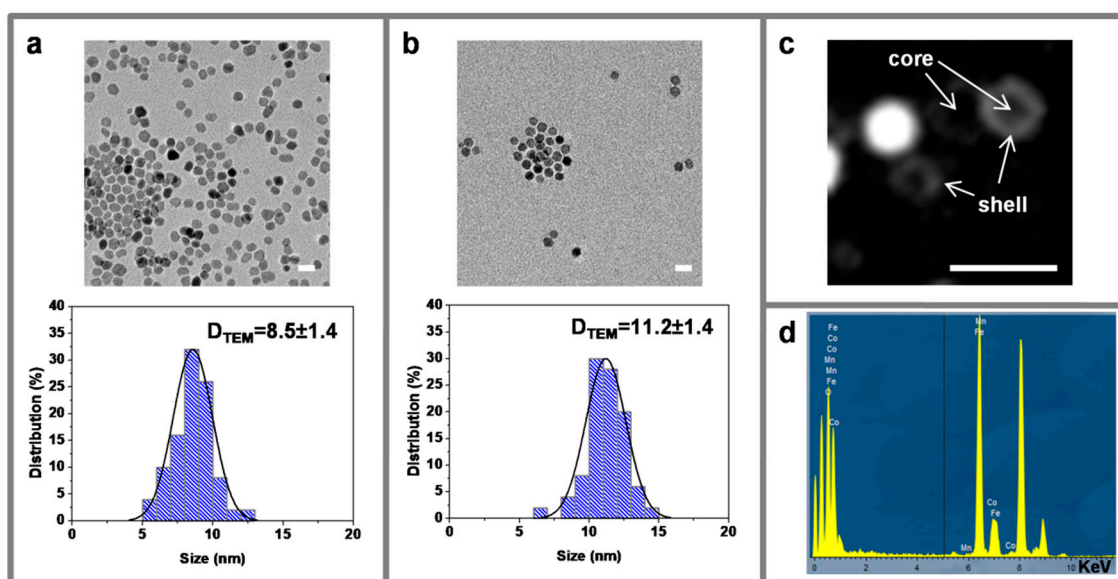 a
D_TEM=8.5±1.4
Distribution (%)
40
35
30
25
20
15
10
5
0
0 5 10 15 20
Size (nm)
b
D_TEM=11.2±1.4
Distribution (%)
40
35
30
25
20
15
10
5
0
0 5 10 15 20
Size (nm)
c
core
shell
d
Fe
Co
Co
Mn
Mn
Fe
O
Co
Mn
Fe
Mn
Co
Fe
Co
0 2 4 6 8 10 KeV